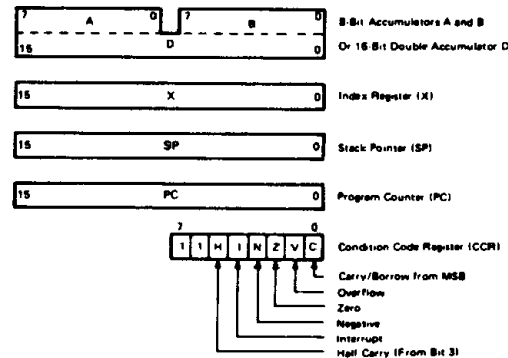 7 A 0 7 B 0 8-Bit Accumulators A and B
15 D 0 Or 16-Bit Double Accumulator D
15 X 0 Index Register (X)
15 SP 0 Stack Pointer (SP)
15 PC 0 Program Counter (PC)
7 0
1 1 H I N Z V C Condition Code Register (CCR)
Carry/Borrow from MSB
Overflow
Zero
Negative
Interrupt
Half Carry (From Bit 3)